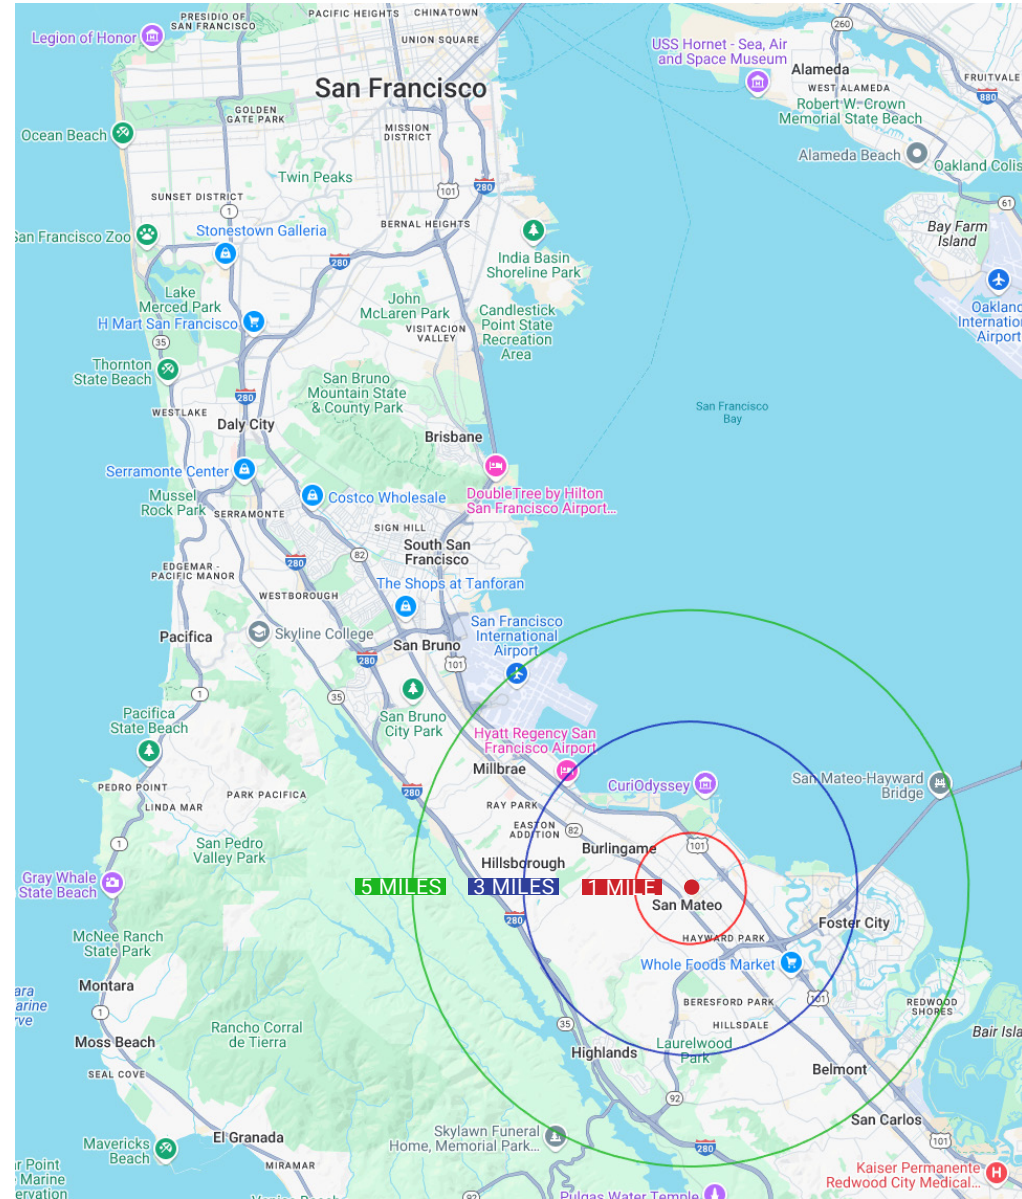 PRESIDIO OF
SAN FRANCISCO
PACIFIC HEIGHTS
CHINATOWN
Legion of Honor
UNION SQUARE
260
USS Hornet - Sea, Air
and Space Museum
Alameda
FRUITVALE
WEST ALAMEDA
880
San Francisco
Robert W. Crown
Memorial State Beach
GOLDEN
GATE PARK
Ocean Beach
MISSION
DISTRICT
Alameda Beach
Oakland Colis
Twin Peaks
101
280
SUNSET DISTRICT
1
61
BERNAL HEIGHTS
Bay Farm
Island
San Francisco Zoo
Stonestown Galleria
280
India Basin
Shoreline Park
Lake
Merced Park
John
McLaren Park
Candlestick
Point State
Recreation
Area
Oakland
Internatio
Airport
H Mart San Francisco
VISITACION
VALLEY
35
Thornton
State Beach
San Bruno
Mountain State
& County Park
280
WESTLAKE
San Francisco
Bay
Daly City
Brisbane
Serramonte Center
DoubleTree by Hilton
San Francisco Airport...
Mussel
Rock Park
Costco Wholesale
SERRAMONTE
SIGN HILL
South San
Francisco
82
280
EDGEMAR -
PACIFIC MANOR
The Shops at Tanforan
WESTBOROUGH
San Francisco
International
Airport
Pacifica
Skyline College
San Bruno
280
101
1
35
San Bruno
City Park
Pacifica
State Beach
Hyatt Regency San
Francisco Airport
Millbrae
PEDRO POINT
PARK PACIFICA
280
CuriOdyssey
San Mateo-Hayward
Bridge
LINDA MAR
RAY PARK
EASTON
ADDITION
82
1
San Pedro
Valley Park
Burlingame
101
Hillsborough
Gray Whale
State Beach
5 MILES
3 MILES
1 MILE
San Mateo
280
Foster City
McNee Ranch
State Park
HAYWARD PARK
Whole Foods Market
Montara
ara
arine
rve
101
BERESFORD PARK
REDWOOD
SHORES
1
HILLSDALE
35
Rancho Corral
de Tierra
Bair Isla
Moss Beach
Highlands
Laurelwood
Park
SEAL COVE
Belmont
92
San Carlos
El Granada
Skylawn Funeral
Home, Memorial Park...
280
101
Mavericks
Beach
MIRAMAR
r Point
Marine
ervation
Kaiser Permanente
Redwood City Medical...
92
Pulgas Water Temple